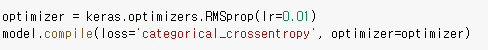 optimizer = keras.optimizers.RMSprop(lr=0.01)
model.compile(loss='categorical_crossentropy', optimizer=optimizer)